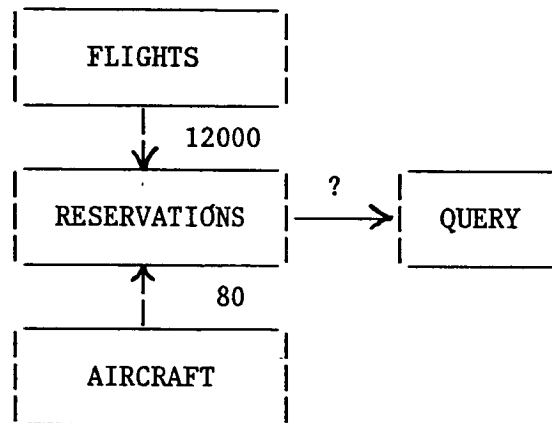 FLIGHTS
12000
RESERVATIONS
?
QUERY
80
AIRCRAFT